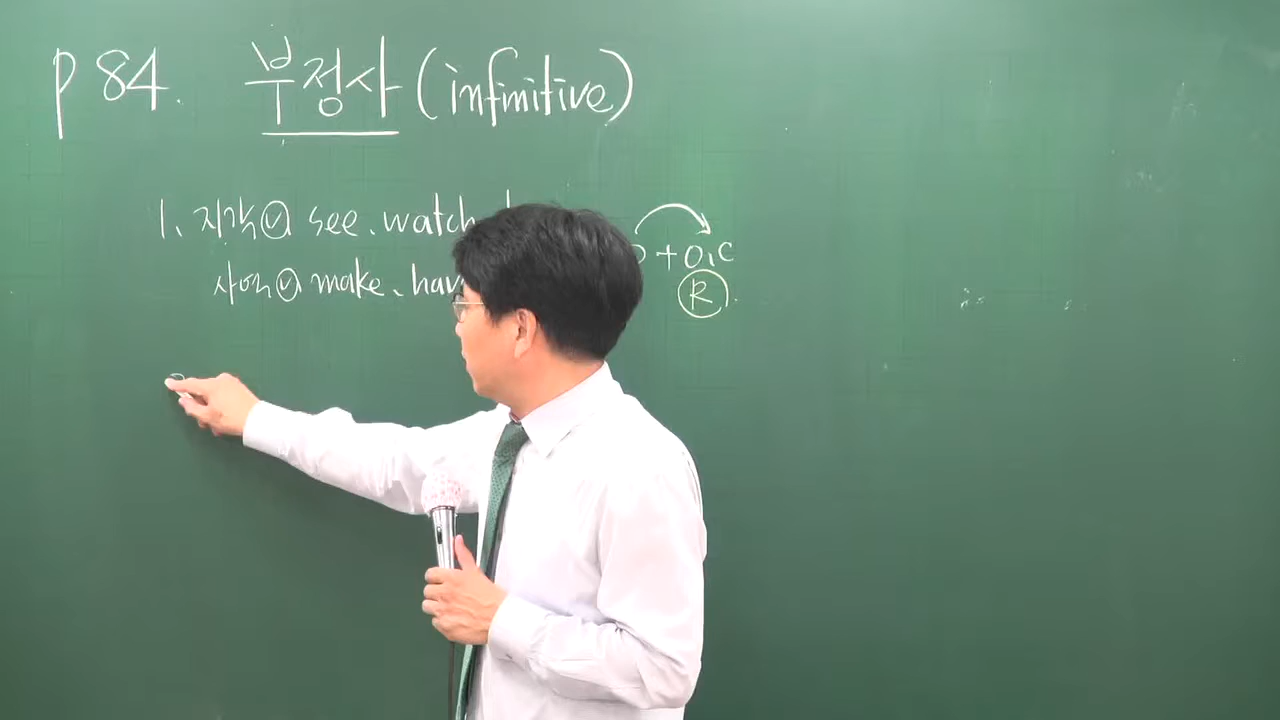 p 84. 부정사 (infinitive)
1. 지각ⓥ see. watch O + O.C
사역ⓥ make. hav Ⓡ.